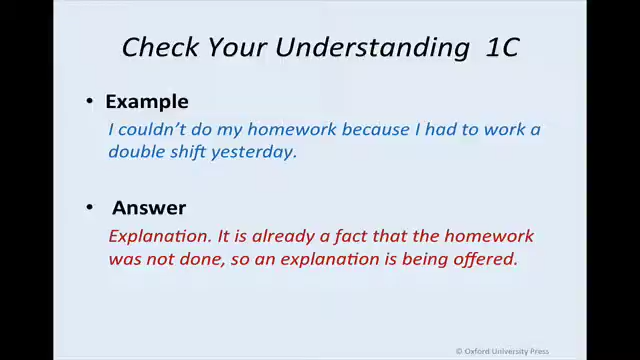 Check Your Understanding 1C
• Example
I couldn't do my homework because I had to work a
double shift yesterday.
• Answer
Explanation. It is already a fact that the homework
was not done, so an explanation is being offered.
© Oxford University Press